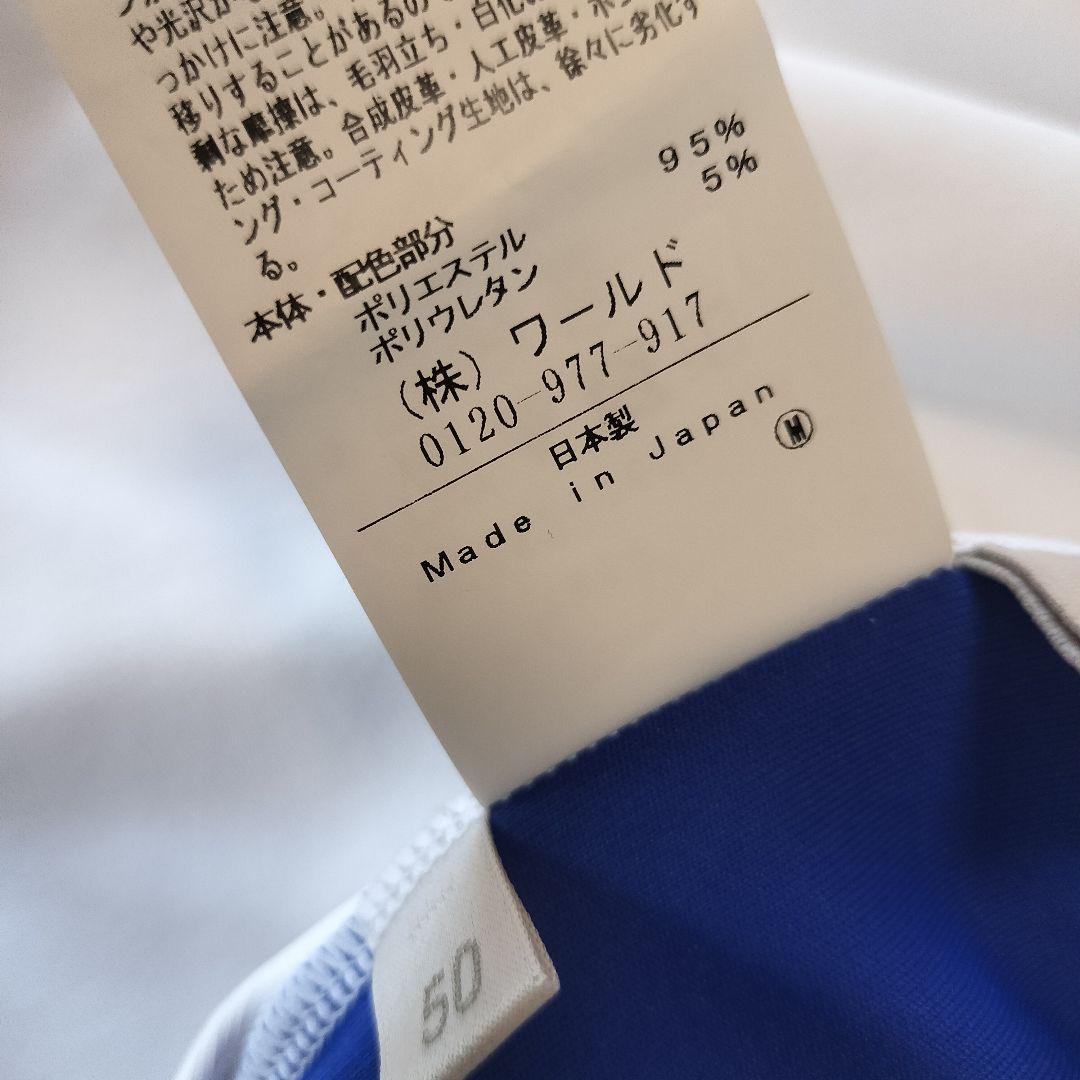 や光沢が
っかけに注意。
移りすることがあるので
剰な摩擦は、毛羽立ち・白化
ため注意。合成皮革・人工皮革・ボ
ング・コーティング生地は、徐々に劣化す
る。
本体・配色部分
ポリエステル 95%
ポリウレタン 5%
(株) ワールド
0120-977-917
日本製
Made in Japan
M
50